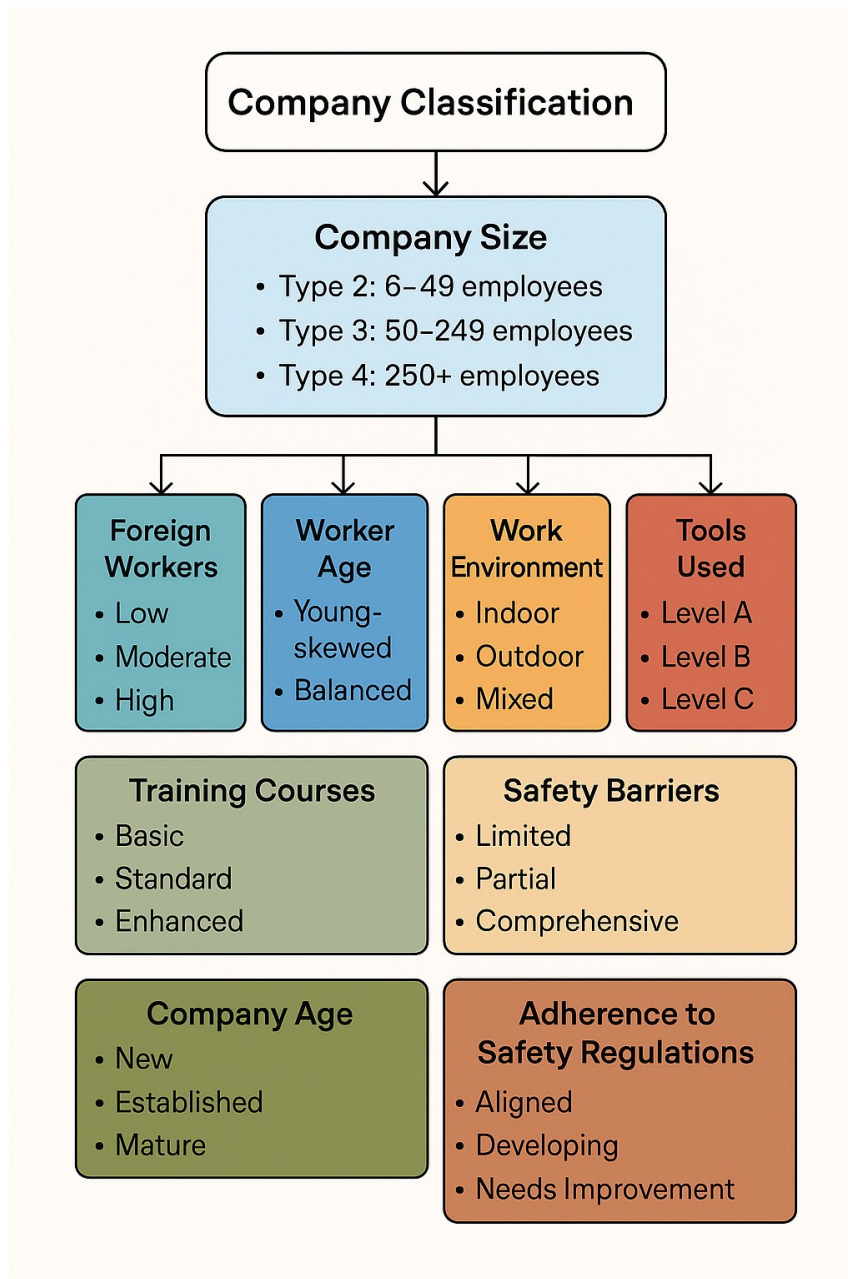 Company Classification
Company Size
• Type 2: 6–49 employees
• Type 3: 50–249 employees
• Type 4: 250+ employees
Foreign
Workers
• Low
• Moderate
• High
Worker
Age
• Young-
skewed
• Balanced
Work
Environment
• Indoor
• Outdoor
• Mixed
Tools
Used
• Level A
• Level B
• Level C
Training Courses
• Basic
• Standard
• Enhanced
Safety Barriers
• Limited
• Partial
• Comprehensive
Company Age
• New
• Established
• Mature
Adherence to
Safety Regulations
• Aligned
• Developing
• Needs Improvement